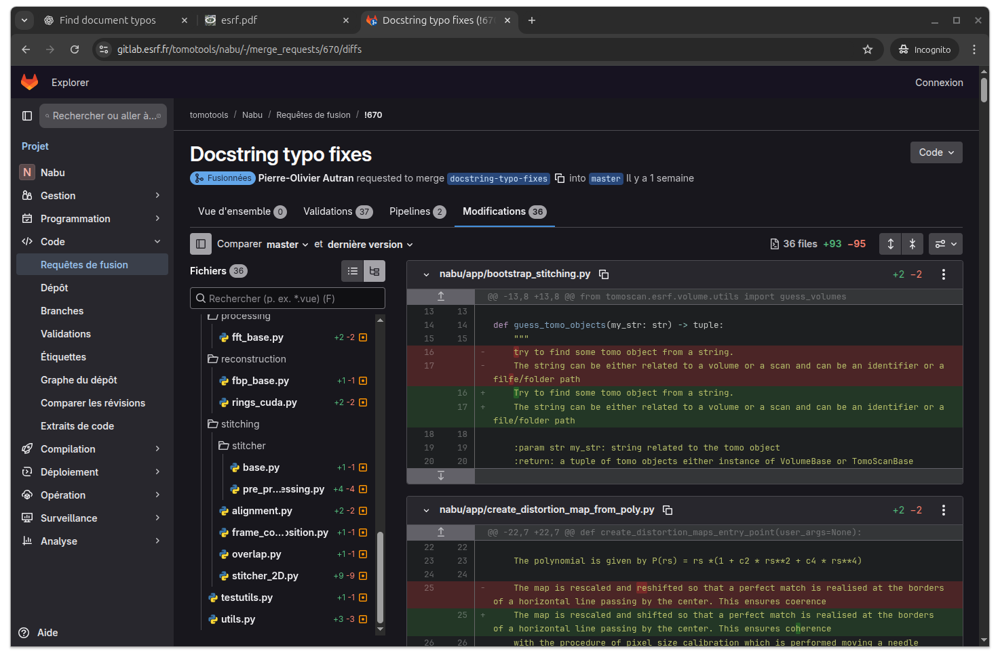 Find document typos
esrf.pdf
Docstring typo fixes (!67
gitlab.esrf.fr/tomotools/nabu/-/merge_requests/670/diffs
Incognito
Explorer
Connexion
Rechercher ou aller à...
Projet
N Nabu
Gestion
Programmation
Code
Requêtes de fusion
Dépôt
Branches
Validations
Étiquettes
Graphe du dépôt
Comparer les révisions
Extraits de code
Compilation
Déploiement
Opération
Surveillance
Analyse
Aide
tomotools / Nabu / Requêtes de fusion / !670
Docstring typo fixes
Code
Fusionnées Pierre-Olivier Autran requested to merge docstring-typo-fixes into master Il y a 1 semaine
Vue d'ensemble 0 Validations 37 Pipelines 2 Modifications 36
Comparer master et dernière version
36 files +93 −95
Fichiers 36
Rechercher (p. ex. *.vue) (F)
processing
fft_base.py +2 -2
reconstruction
fbp_base.py +1 -1
rings_cuda.py +2 -2
stitching
stitcher
base.py +1 -1
pre_pr...essing.py +4 -4
alignment.py +2 -2
frame_co...osition.py +1 -1
overlap.py +1 -1
stitcher_2D.py +9 -9
testutils.py +1 -1
utils.py +3 -3
nabu/app/bootstrap_stitching.py +2 −2
@@ -13,8 +13,8 @@ from tomoscan.esrf.volume.utils import guess_volumes
13 13
14 14 def guess_tomo_objects(my_str: str) -> tuple:
15 15 """
16 - try to find some tomo object from a string.
17 - The string can be either related to a volume or a scan and can be an identifier or a
filfe/folder path
16 + Try to find some tomo object from a string.
17 + The string can be either related to a volume or a scan and can be an identifier or a
file/folder path
18 18
19 19 :param str my_str: string related to the tomo object
20 20 :return: a tuple of tomo objects either instance of VolumeBase or TomoScanBase
nabu/app/create_distortion_map_from_poly.py +2 −2
@@ -22,7 +22,7 @@ def create_distortion_maps_entry_point(user_args=None):
22 22
23 23 The polynomial is given by P(rs) = rs *(1 + c2 * rs**2 + c4 * rs**4)
24 24
25 - The map is rescaled and reshifted so that a perfect match is realised at the borders
of a horizontal line passing by the center. This ensures coerence
25 + The map is rescaled and shifted so that a perfect match is realised at the borders
of a horizontal line passing by the center. This ensures coherence
26 26 with the procedure of pixel size calibration which is performed moving a needle